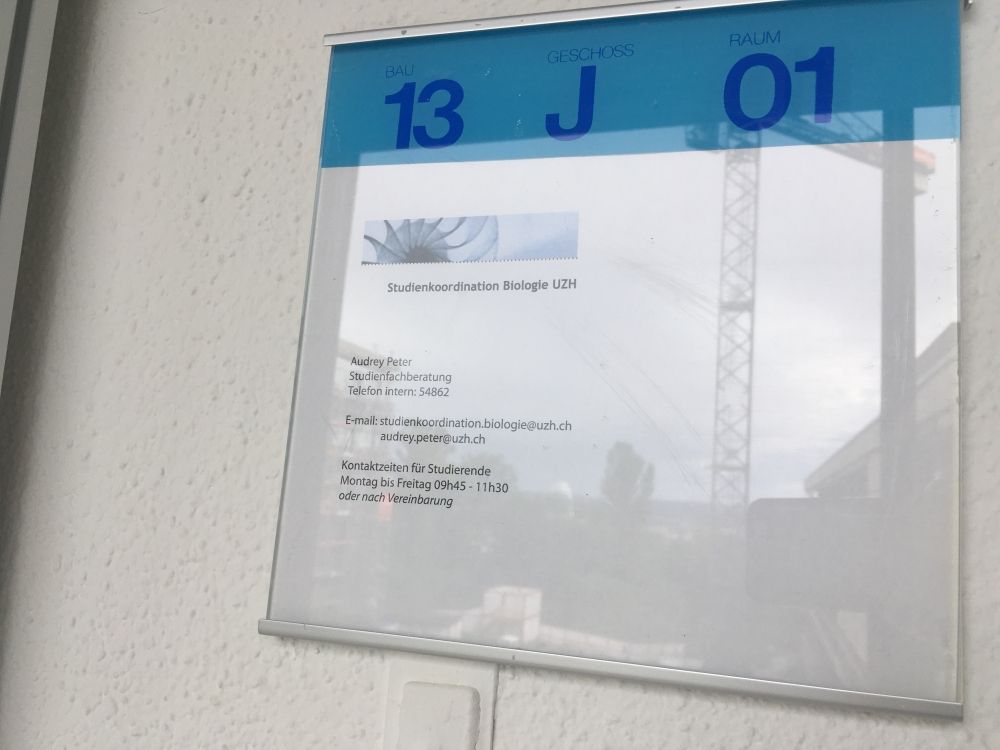 BAU GESCHOSS RAUM
13 J 01
Studienkoordination Biologie UZH
Audrey Peter
Studienfachberatung
Telefon intern: 54862
E-mail: studienkoordination.biologie@uzh.ch
audrey.peter@uzh.ch
Kontaktzeiten für Studierende
Montag bis Freitag 09h45 - 11h30
oder nach Vereinbarung